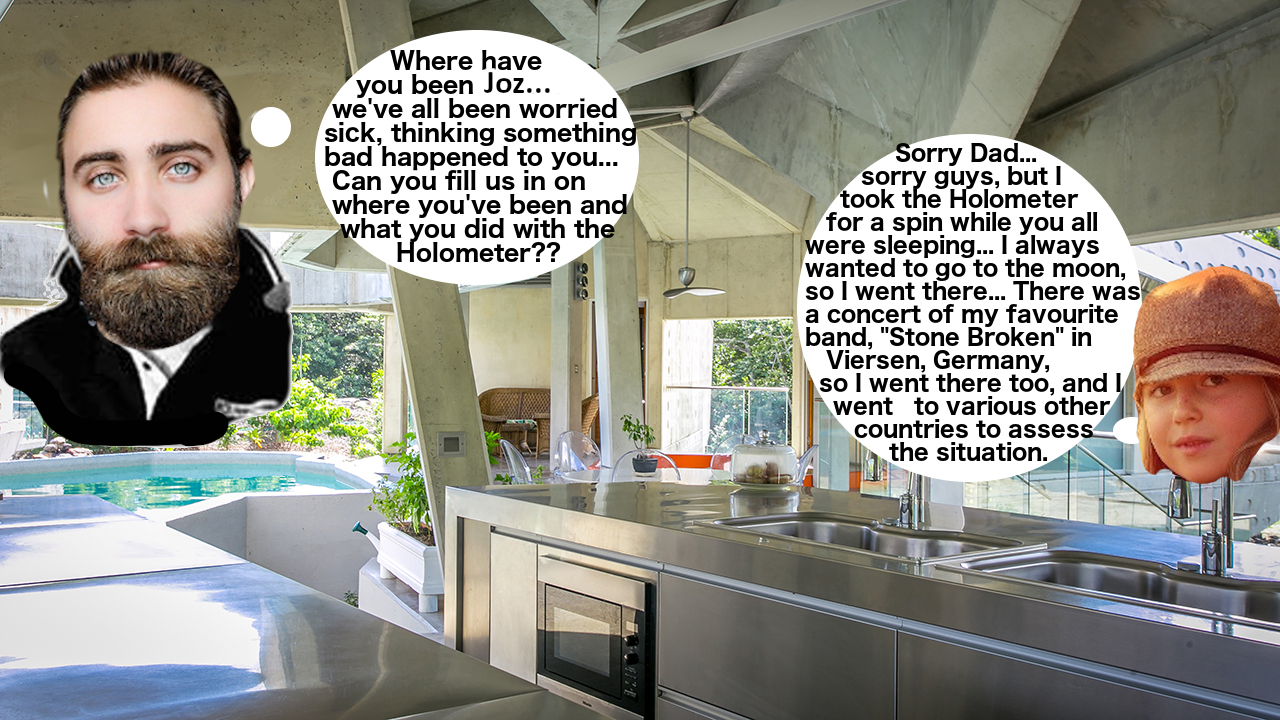 Where have
you been Joz...
we've all been worried
sick, thinking something
bad happened to you...
Can you fill us in on
where you've been and
what you did with the
Holometer??
Sorry Dad...
sorry guys, but I
took the Holometer
for a spin while you all
were sleeping... I always
wanted to go to the moon,
so I went there... There was
a concert of my favourite
band, "Stone Broken" in
Viersen, Germany,
so I went there too, and I
went to various other
countries to assess
the situation.